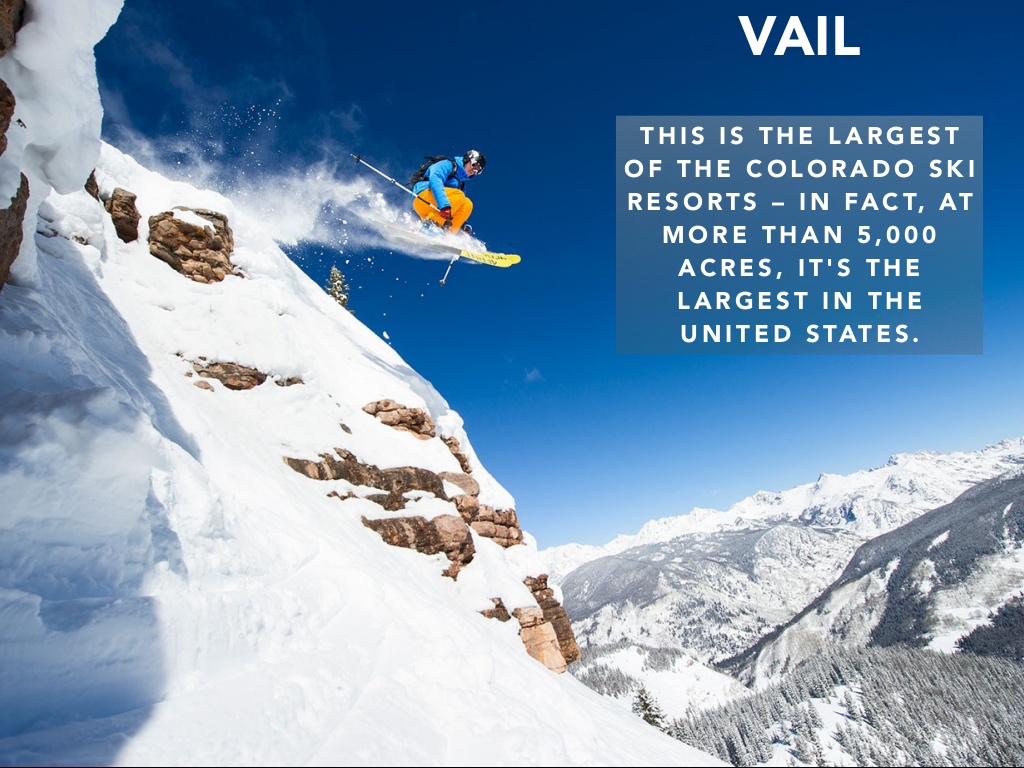 VAIL
THIS IS THE LARGEST
OF THE COLORADO SKI
RESORTS – IN FACT, AT
MORE THAN 5,000
ACRES, IT'S THE
LARGEST IN THE
UNITED STATES.